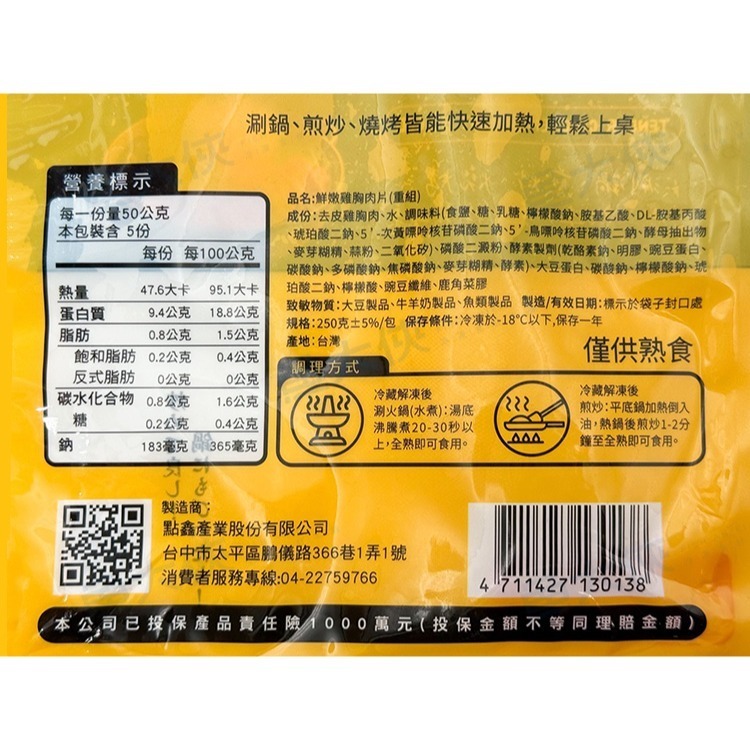 涮鍋、煎炒、燒烤皆能快速加熱，輕鬆上桌
營養標示
每一份量50公克
本包裝含 5份
每份 每100公克
熱量 47.6大卡 95.1大卡
蛋白質 9.4公克 18.8公克
脂肪 0.8公克 1.5公克
飽和脂肪 0.2公克 0.4公克
反式脂肪 0公克 0公克
碳水化合物 0.8公克 1.6公克
糖 0.2公克 0.4公克
鈉 183毫克 365毫克
品名:鮮嫩雞胸肉片(重組)
成份:去皮雞胸肉、水、調味料(食鹽、糖、乳糖、檸檬酸鈉、胺基乙酸、DL-胺基丙酸
、琥珀酸二鈉、5'-次黃嘌呤核苷磷酸二鈉、5'-鳥嘌呤核苷磷酸二鈉、酵母抽出物
、麥芽糊精、蒜粉、二氧化矽)、磷酸二澱粉、酵素製劑(乾酪素鈉、明膠、豌豆蛋白、
碳酸鈉、多磷酸鈉、焦磷酸鈉、麥芽糊精、酵素)、大豆蛋白、碳酸鈉、檸檬酸鈉、琥
珀酸二鈉、檸檬酸、豌豆纖維、鹿角菜膠
致敏物質:大豆製品、牛羊奶製品、魚類製品 製造/有效日期:標示於袋子封口處
規格:250克±5%/包 保存條件:冷凍於-18°C以下,保存一年
產地:台灣
僅供熟食
調理方式
冷藏解凍後
涮火鍋(水煮):湯底
沸騰煮20-30秒以
上,全熟即可食用。
冷藏解凍後
煎炒:平底鍋加熱倒入
油,熱鍋後煎炒1-2分
鐘至全熟即可食用。
製造商:
點鑫產業股份有限公司
台中市太平區鵬儀路366巷1弄1號
消費者服務專線:04-22759766
4 711427 130138
本公司已投保產品責任險1000萬元(投保金額不等同理賠金額)